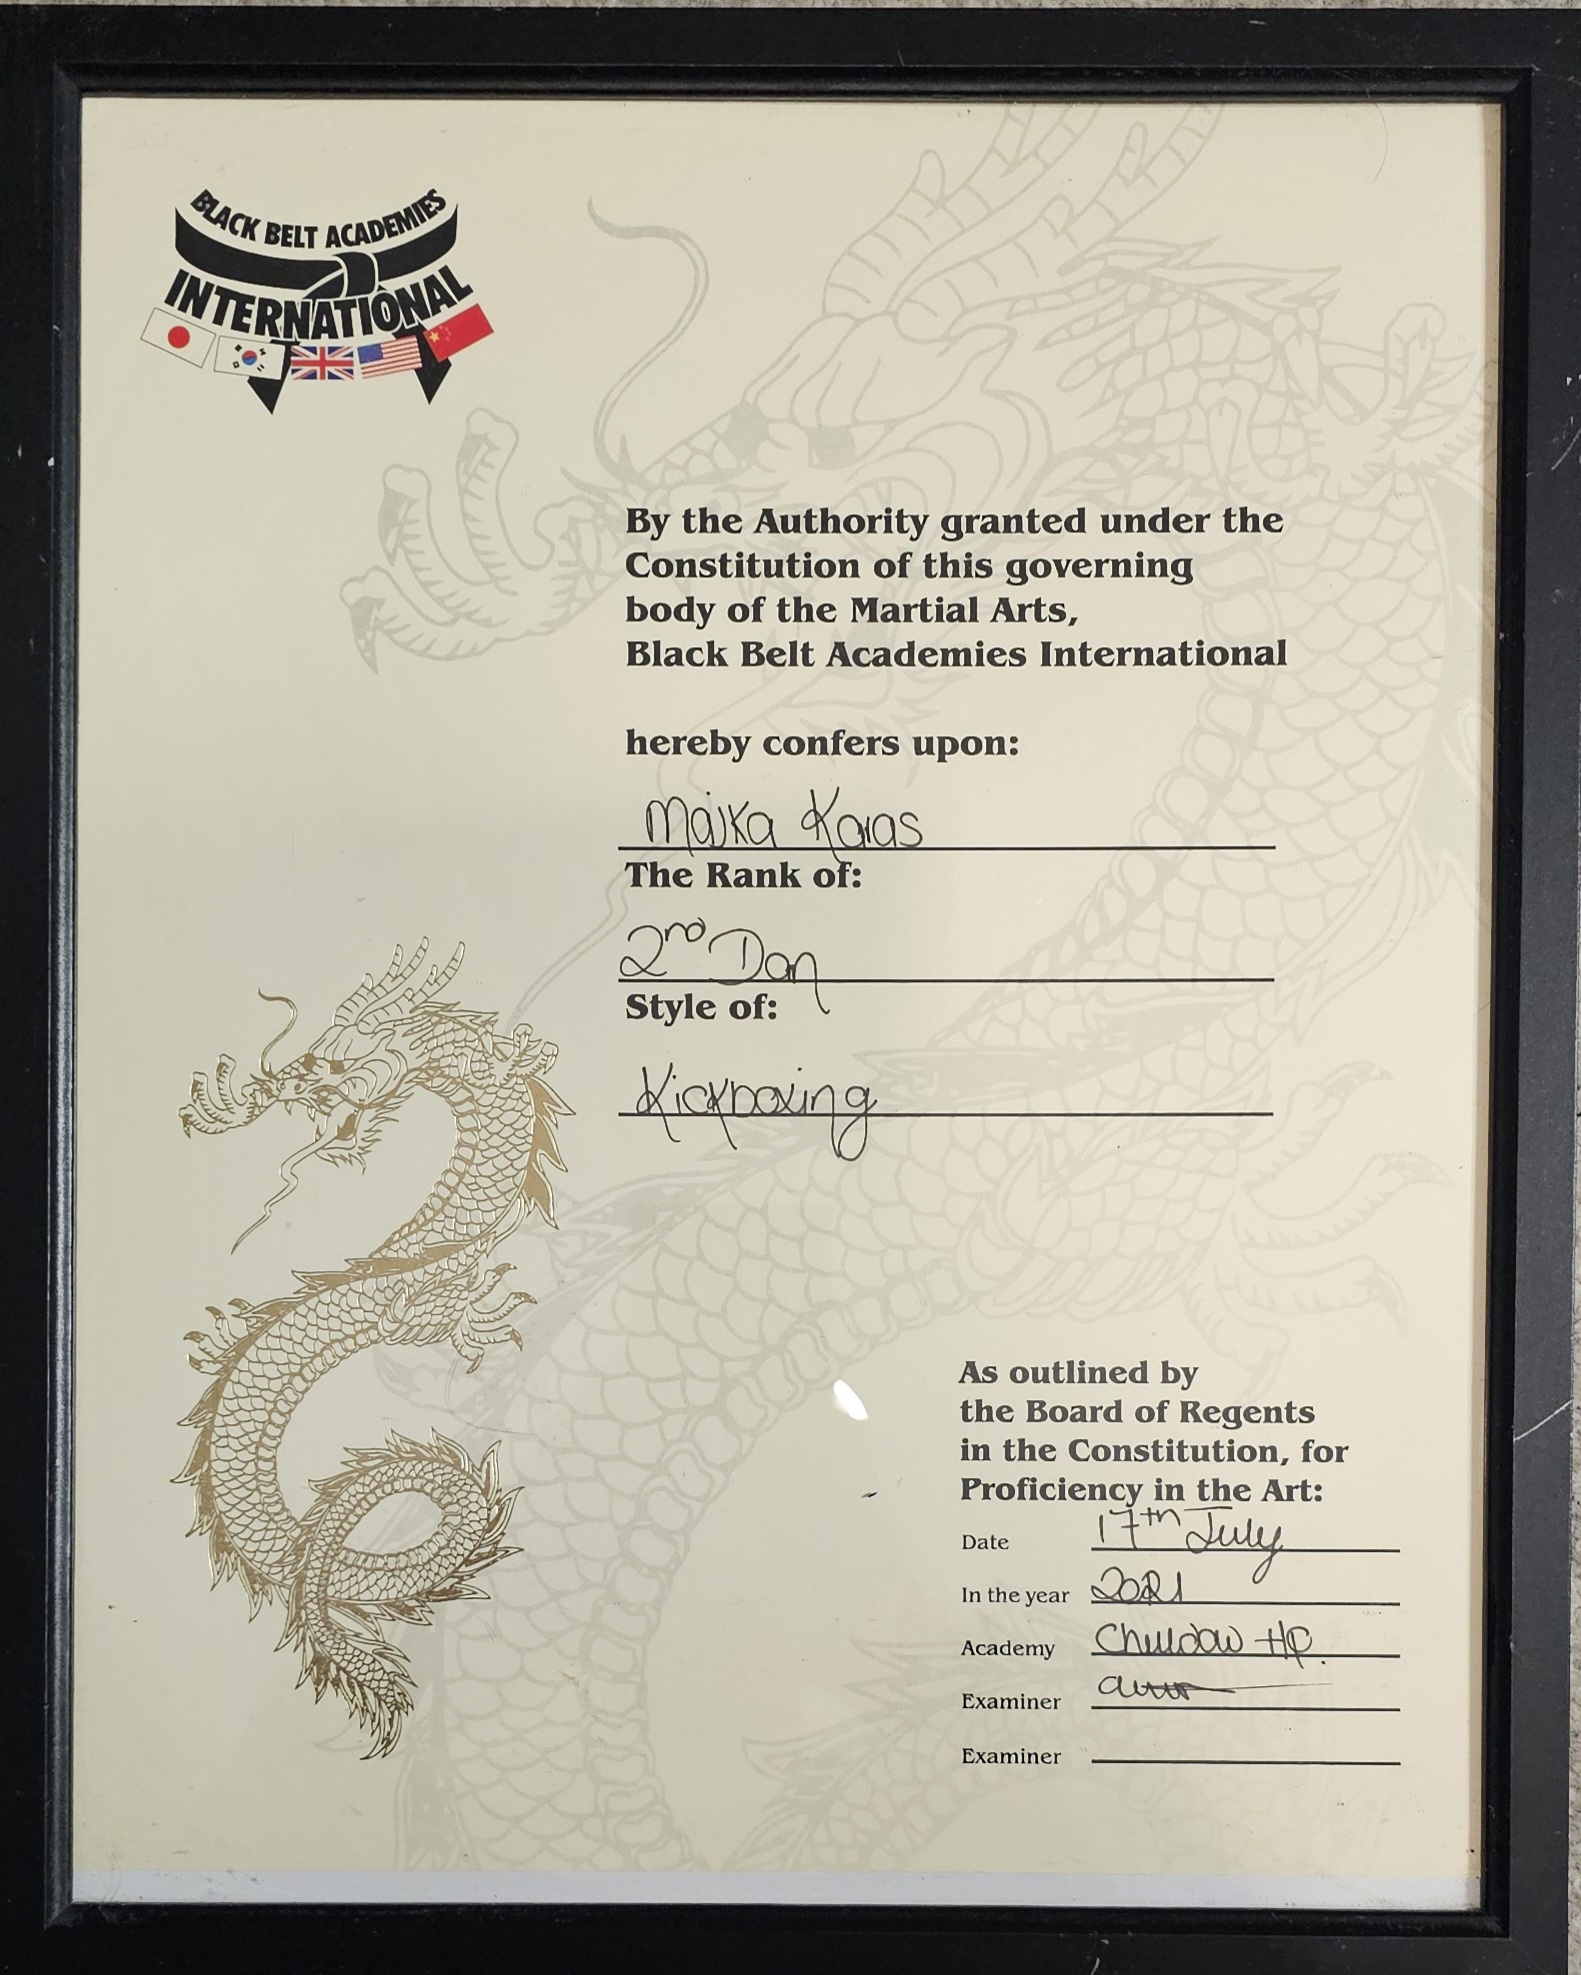 BLACK BELT ACADEMIES
INTERNATIONAL
By the Authority granted under the
Constitution of this governing
body of the Martial Arts,
Black Belt Academies International
hereby confers upon:
Majka Karas
The Rank of:
2nd Dan
Style of:
Kickboxing
As outlined by
the Board of Regents
in the Constitution, for
Proficiency in the Art:
Date 17th July
In the year 2021
Academy HQ.
Examiner
Examiner